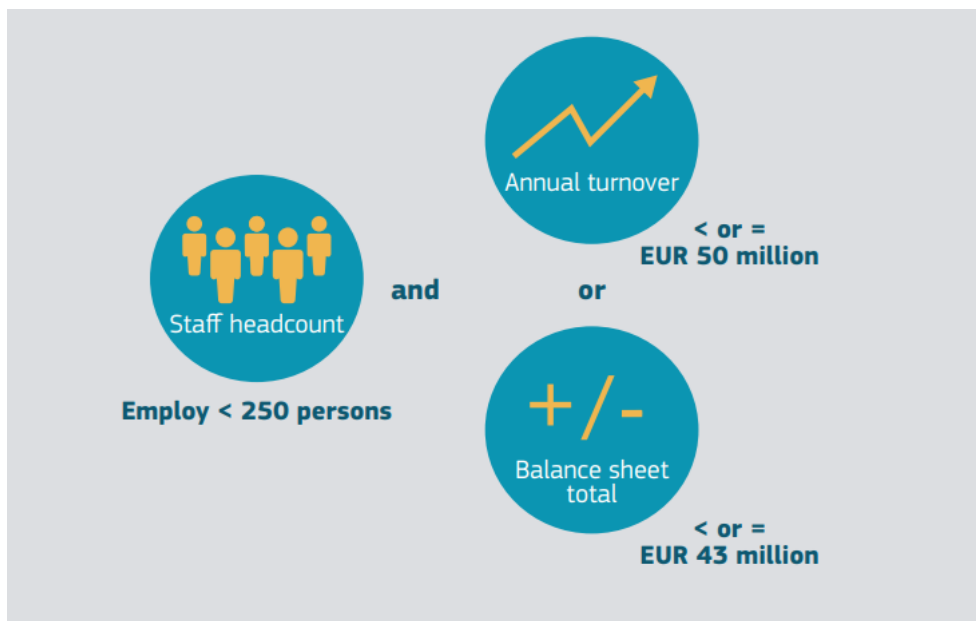 Staff headcount
Employ < 250 persons
and
Annual turnover
< or =
EUR 50 million
or
+/-
Balance sheet
total
< or =
EUR 43 million